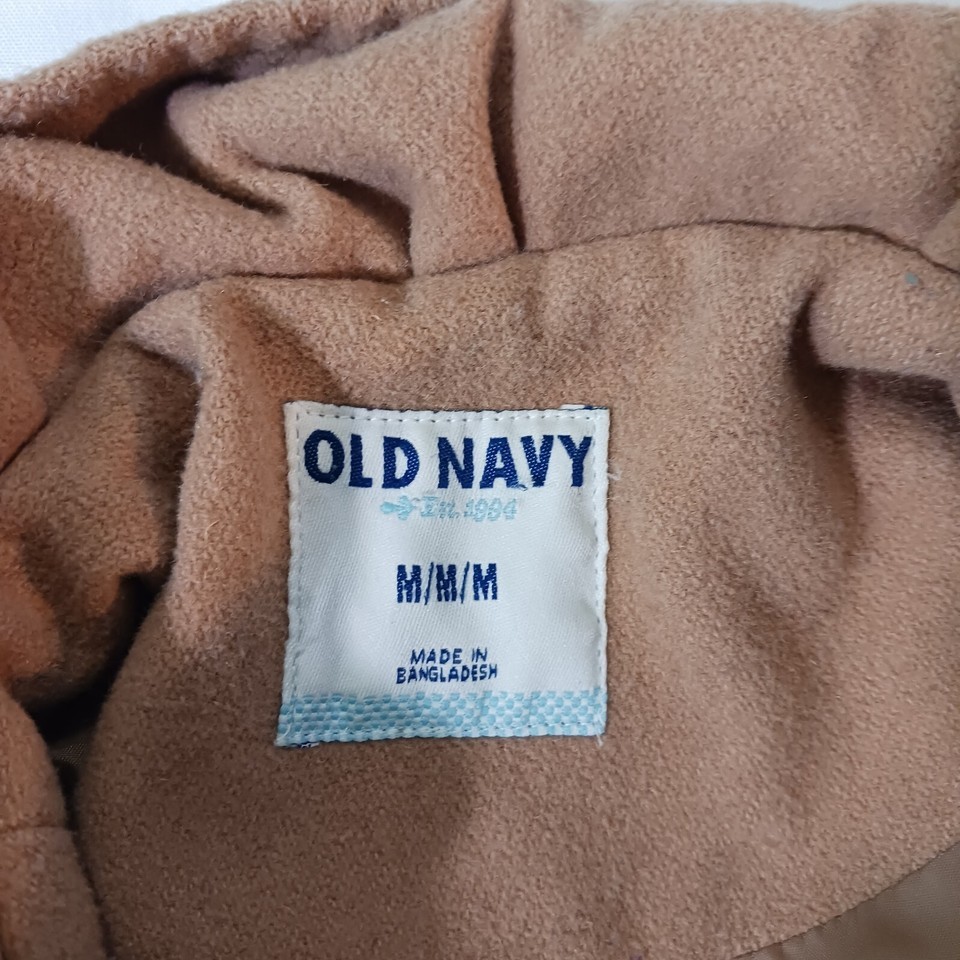 OLD NAVY
Est. 1994
M/M/M
MADE IN
BANGLADESH